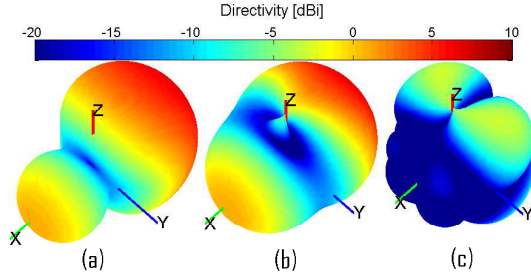 Directivity [dBi]
-20 -15 -10 -5 0 5 10
Z Z Z
X Y X Y X Y
(a) (b) (c)